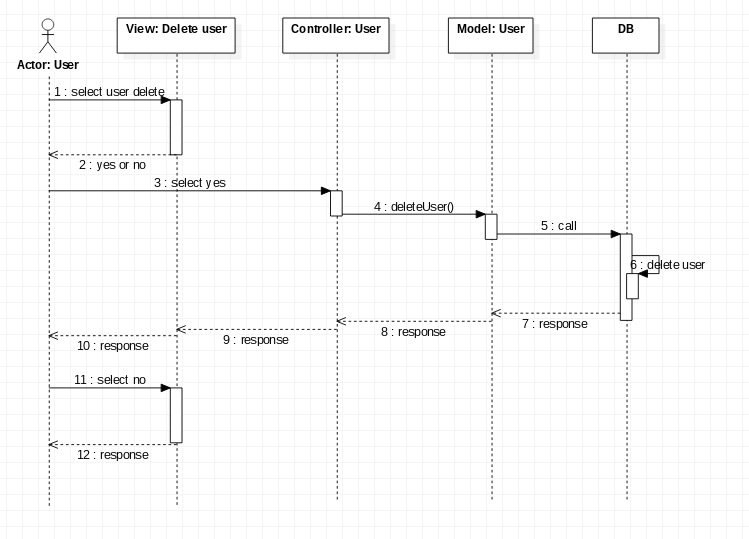 View: Delete user
Controller: User
Model: User
DB
Actor: User
1 : select user delete
2 : yes or no
3 : select yes
4 : deleteUser()
5 : call
6 : delete user
7 : response
8 : response
9 : response
10 : response
11 : select no
12 : response